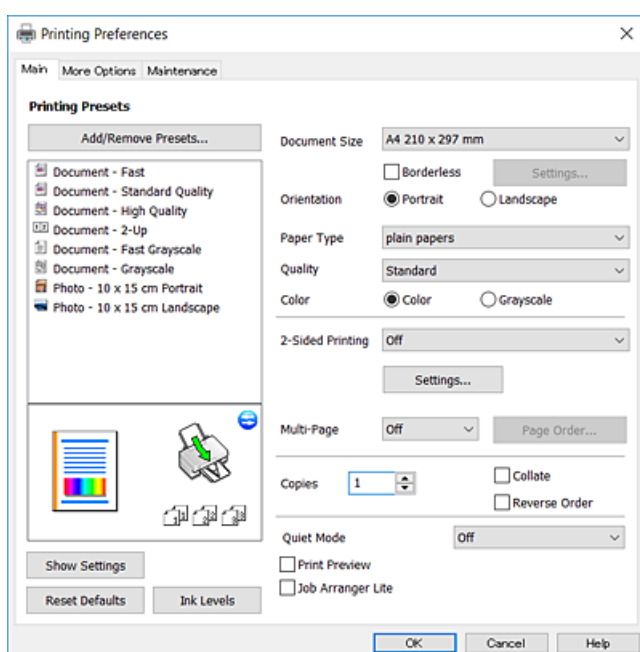 Printing Preferences
Main More Options Maintenance
Printing Presets
Add/Remove Presets...
Document - Fast
Document - Standard Quality
Document - High Quality
Document - 2-Up
Document - Fast Grayscale
Document - Grayscale
Photo - 10 x 15 cm Portrait
Photo - 10 x 15 cm Landscape
Show Settings
Reset Defaults Ink Levels
Document Size A4 210 x 297 mm
Borderless Settings...
Orientation Portrait Landscape
Paper Type plain papers
Quality Standard
Color Color Grayscale
2-Sided Printing Off
Settings...
Multi-Page Off Page Order...
Copies 1 Collate
Reverse Order
Quiet Mode Off
Print Preview
Job Arranger Lite
OK Cancel Help